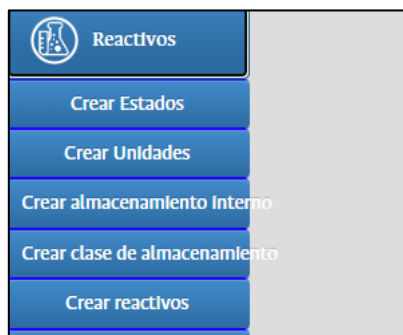 Reactivos
Crear Estados
Crear Unidades
Crear almacenamiento interno
Crear clase de almacenamiento
Crear reactivos